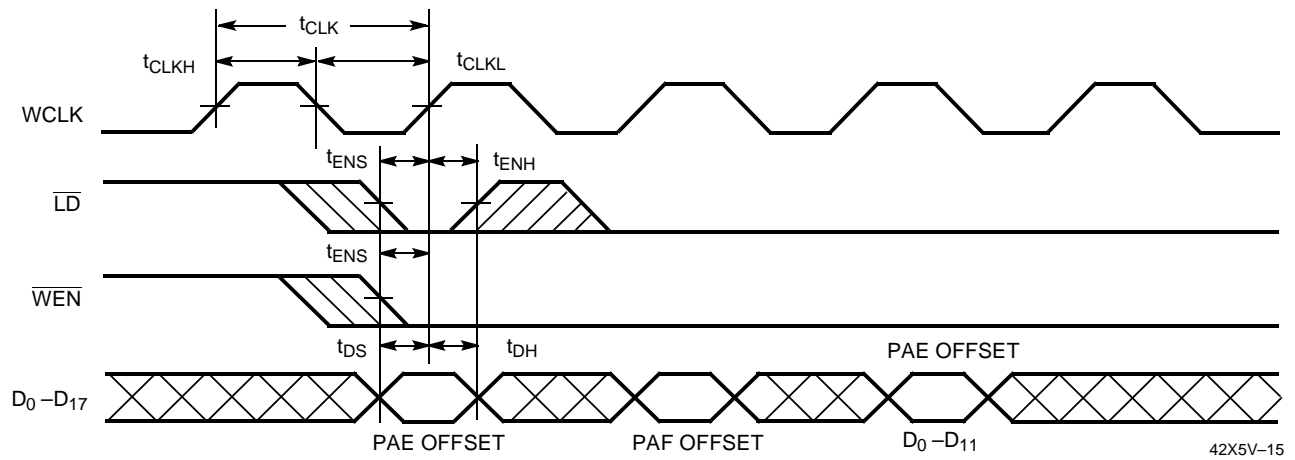 tCLK
tCLKH
tCLKL
WCLK
tENS
tENH
LD
tENS
WEN
tDS
tDH
PAE OFFSET
D0 –D17
PAE OFFSET
PAF OFFSET
D0 –D11
42X5V–15